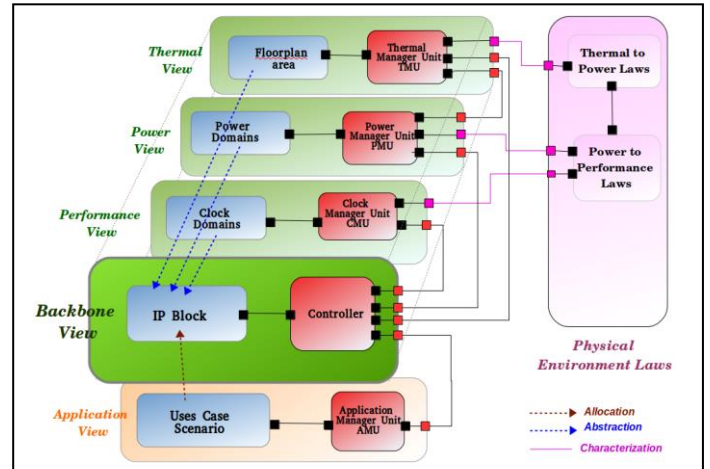 Thermal
View
Floorplan
area
Thermal
Manager Unit
TMU
Thermal to
Power Laws
Power
View
Power
Domains
Power
Manager Unit
PMU
Power to
Performance
Laws
Performance
View
Clock
Domains
Clock
Manager Unit
CMU
Backbone
View
IP Block
Controller
Physical
Environment Laws
Application
View
Uses Case
Scenario
Application
Manager Unit
AMU
Allocation
Abstraction
Characterization